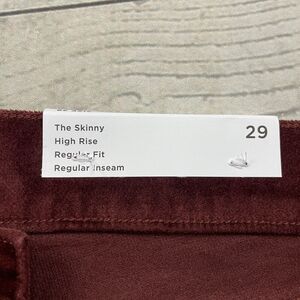 The Skinny 29
High Rise
Regular Fit
Regular Inseam